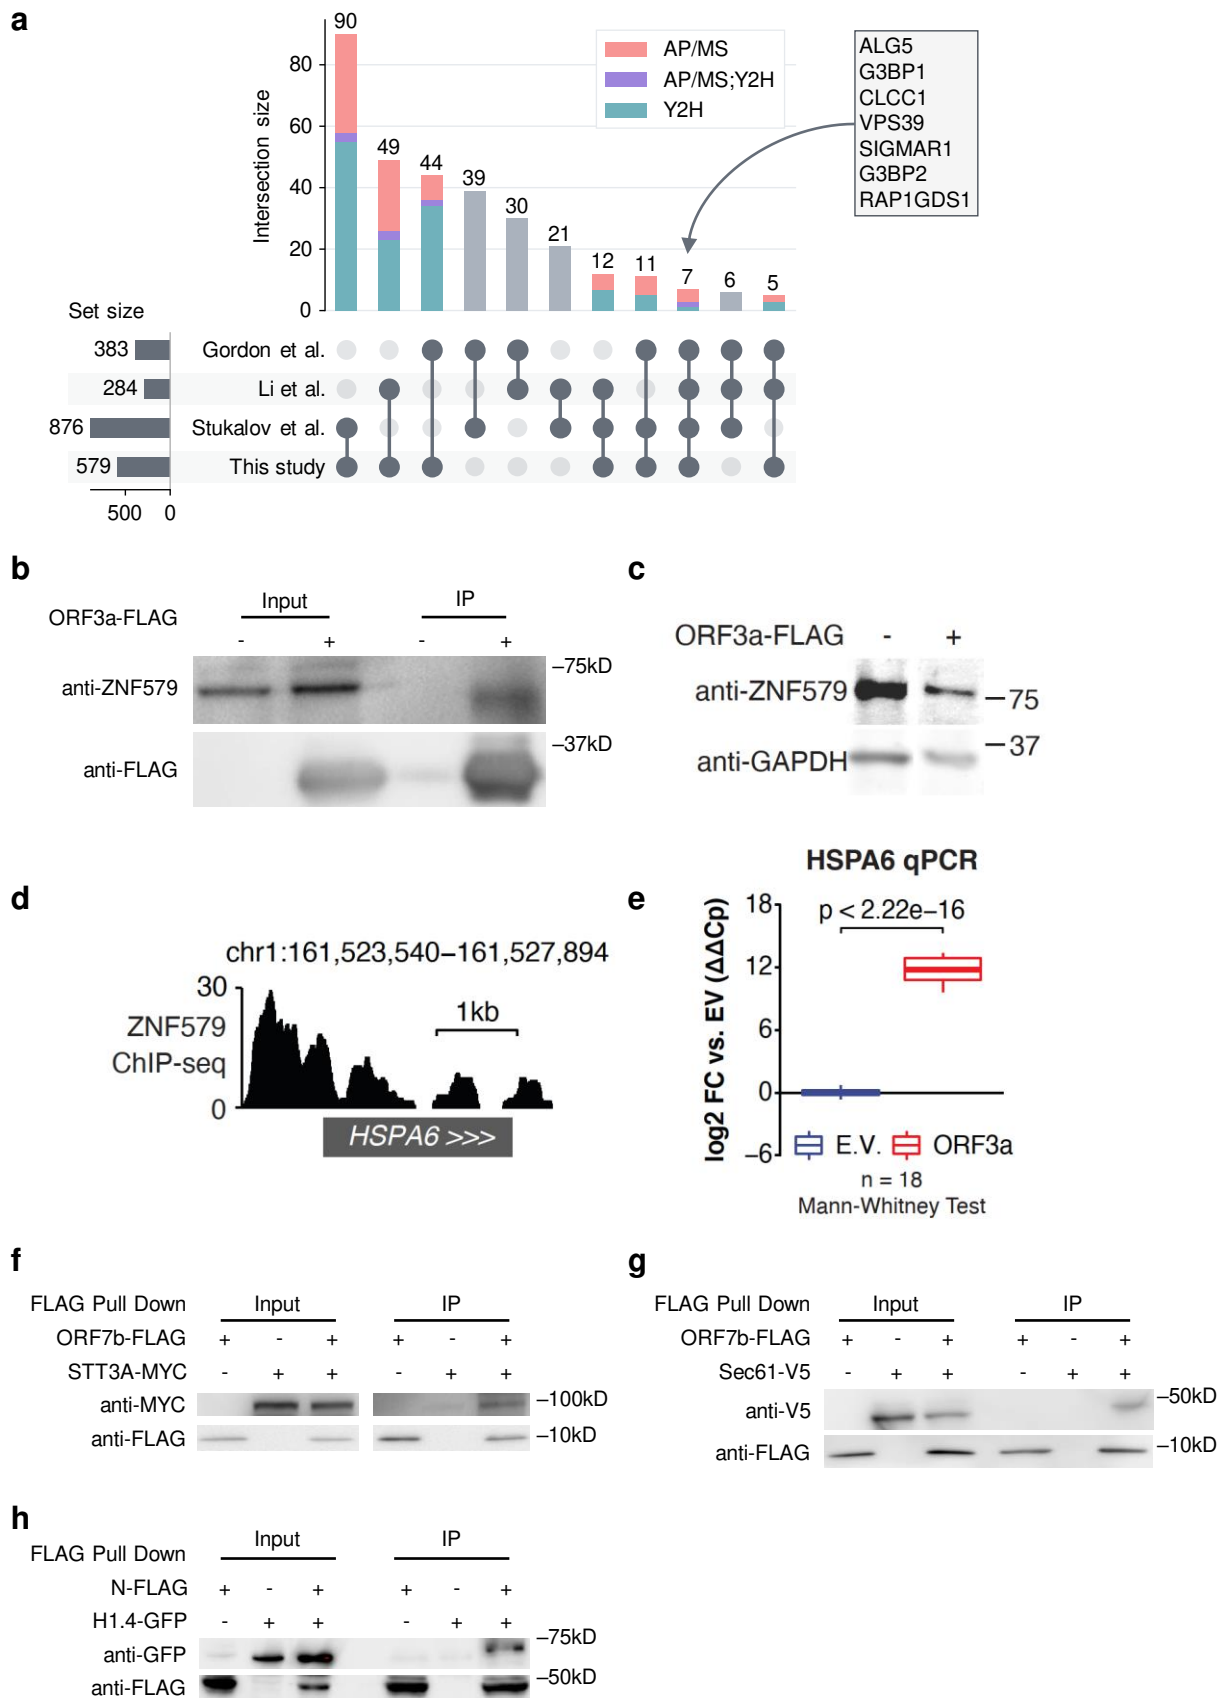 a
90
49
44
39
30
21
12
11
7
6
5
Intersection size
80
60
40
20
0
AP/MS
AP/MS;Y2H
Y2H
ALG5
G3BP1
CLCC1
VPS39
SIGMAR1
G3BP2
RAP1GDS1
Set size
383 Gordon et al.
284 Li et al.
876 Stukalov et al.
579 This study
500 0
b
Input IP
ORF3a-FLAG
- + - +
anti-ZNF579 –75kD
anti-FLAG –37kD
c
ORF3a-FLAG - +
anti-ZNF579 –75
anti-GAPDH –37
d
chr1:161,523,540–161,527,894
30
ZNF579
ChIP-seq
0
1kb
HSPA6 >>>
e
HSPA6 qPCR
log2 FC vs. EV (ΔΔCp)
18
12
6
0
–6
p < 2.22e–16
E.V. ORF3a
n = 18
Mann-Whitney Test
f
FLAG Pull Down Input IP
ORF7b-FLAG + - + + - +
STT3A-MYC - + + - + +
anti-MYC –100kD
anti-FLAG –10kD
g
FLAG Pull Down Input IP
ORF7b-FLAG + - + + - +
Sec61-V5 - + + - + +
anti-V5 –50kD
anti-FLAG –10kD
h
FLAG Pull Down Input IP
N-FLAG + - + + - +
H1.4-GFP - + + - + +
anti-GFP –75kD
anti-FLAG –50kD